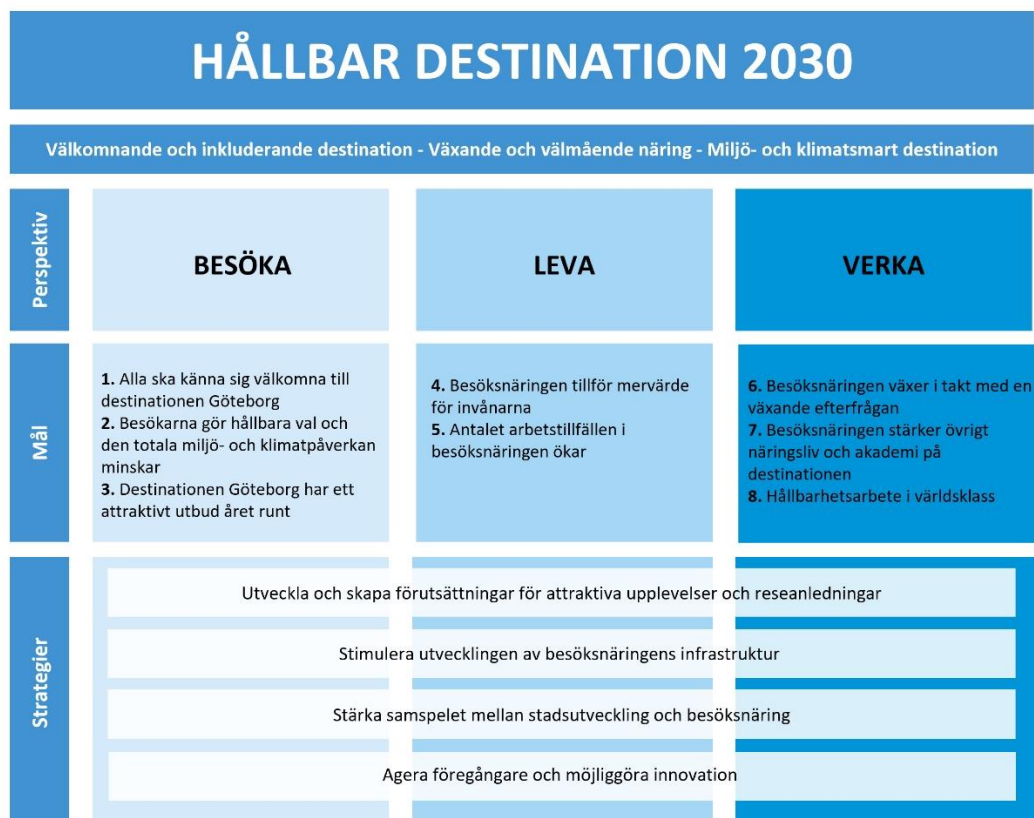 HÅLLBAR DESTINATION 2030
Välkomnande och inkluderande destination - Växande och välmående näring - Miljö- och klimatsmart destination
Perspektiv
BESÖKA
LEVA
VERKA
Mål
1. Alla ska känna sig välkomna till
destinationen Göteborg
2. Besökarna gör hållbara val och
den totala miljö- och klimatpåverkan
minskar
3. Destinationen Göteborg har ett
attraktivt utbud året runt
4. Besöksnäringen tillför mervärde
för invånarna
5. Antalet arbetstillfällen i
besöksnäringen ökar
6. Besöksnäringen växer i takt med en
växande efterfrågan
7. Besöksnäringen stärker övrigt
näringsliv och akademi på
destinationen
8. Hållbarhetsarbete i världsklass
Strategier
Utveckla och skapa förutsättningar för attraktiva upplevelser och reseanledningar
Stimulera utvecklingen av besöksnäringens infrastruktur
Stärka samspelet mellan stadsutveckling och besöksnäring
Agera föregångare och möjliggöra innovation